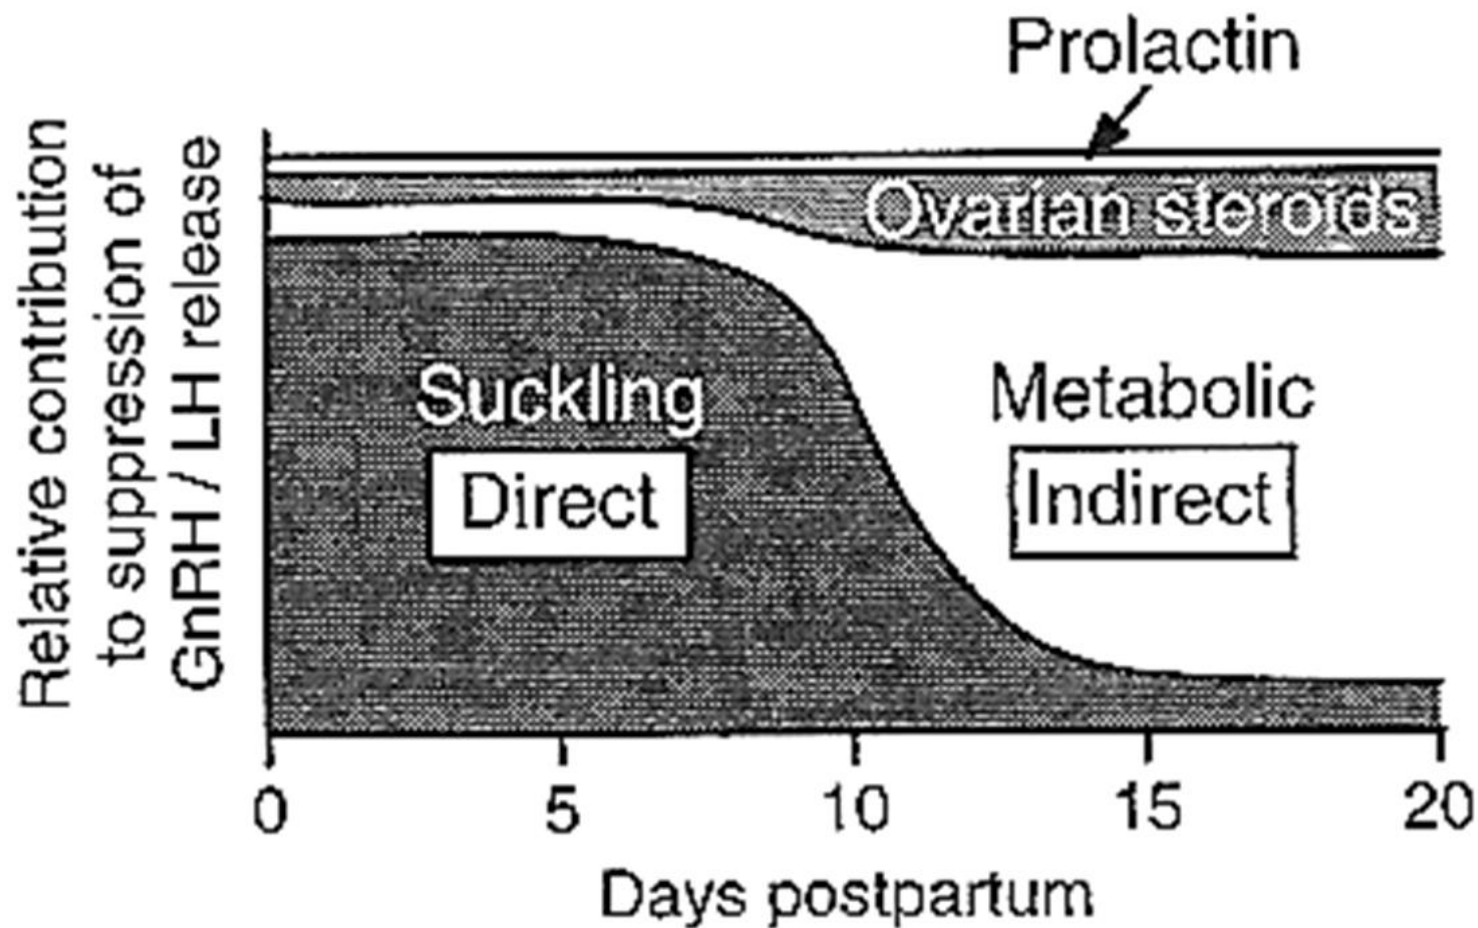 Prolactin
Ovarian steroids
Relative contribution
to suppression of
GnRH / LH release
Suckling
Direct
Metabolic
Indirect
0 5 10 15 20
Days postpartum